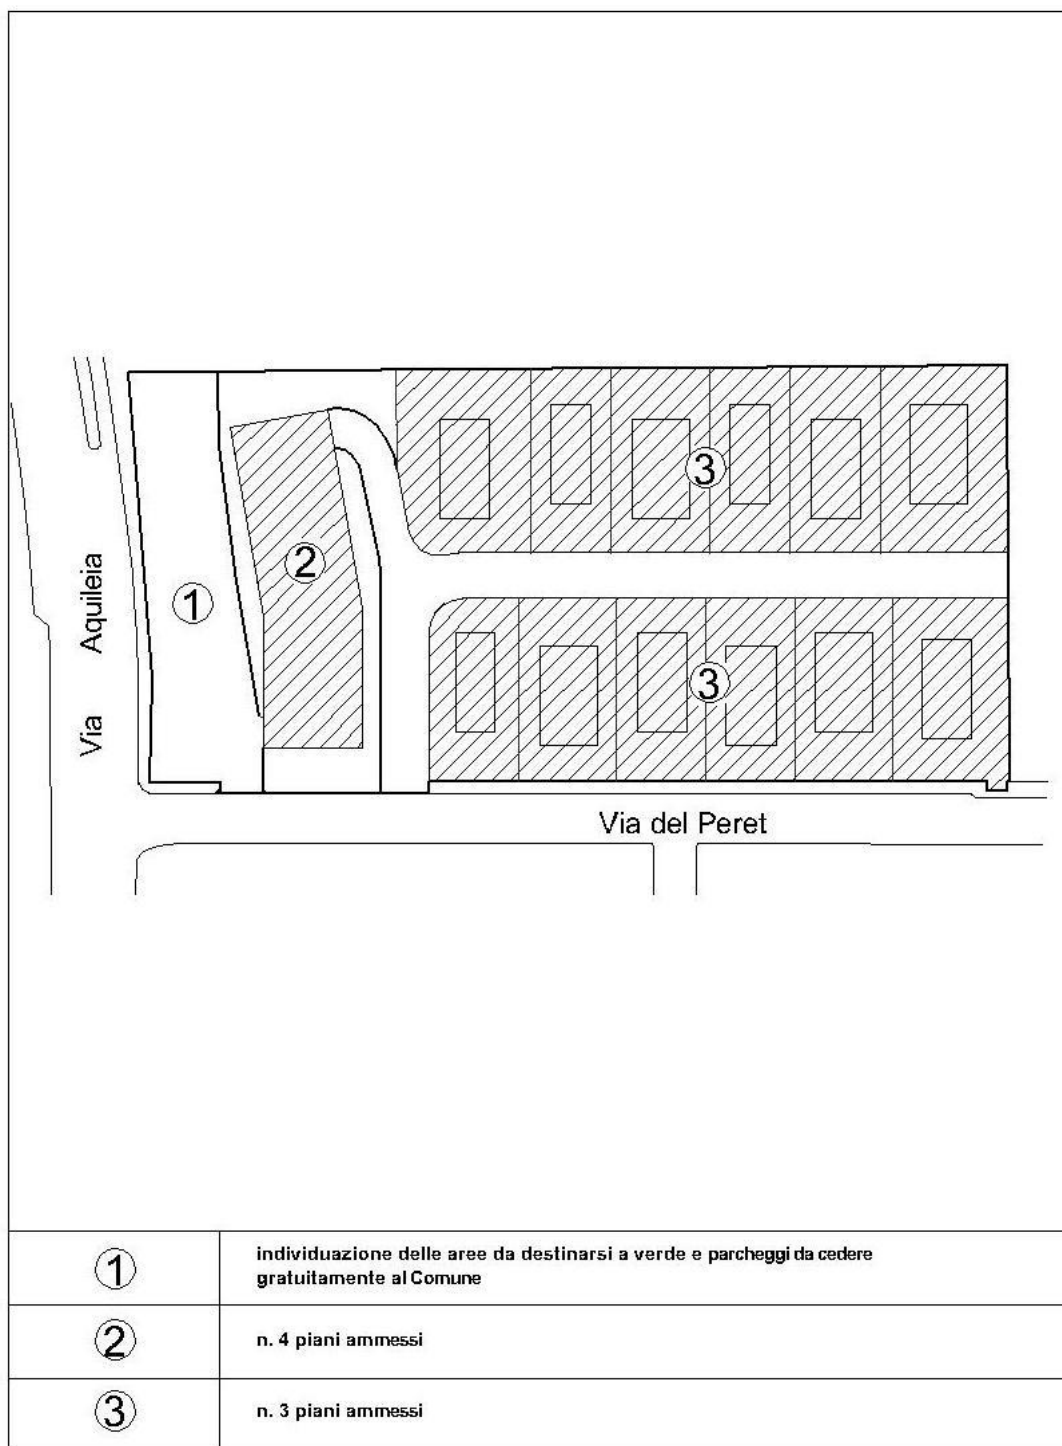 3
2
1
Via Aquileia
3
Via del Peret
1
individuazione delle aree da destinarsi a verde e parcheggi da cedere
gratuitamente al Comune
2
n. 4 piani ammessi
3
n. 3 piani ammessi